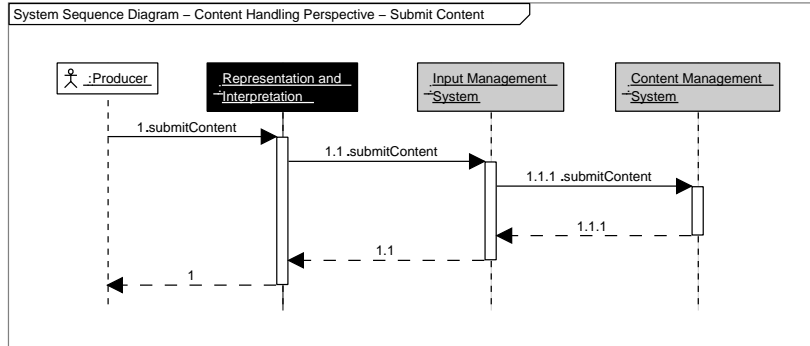 System Sequence Diagram – Content Handling Perspective – Submit Content
:Producer
Representation and
:Interpretation
Input Management
:System
Content Management
:System
1.submitContent
1.1 .submitContent
1.1.1 .submitContent
1.1.1
1.1
1